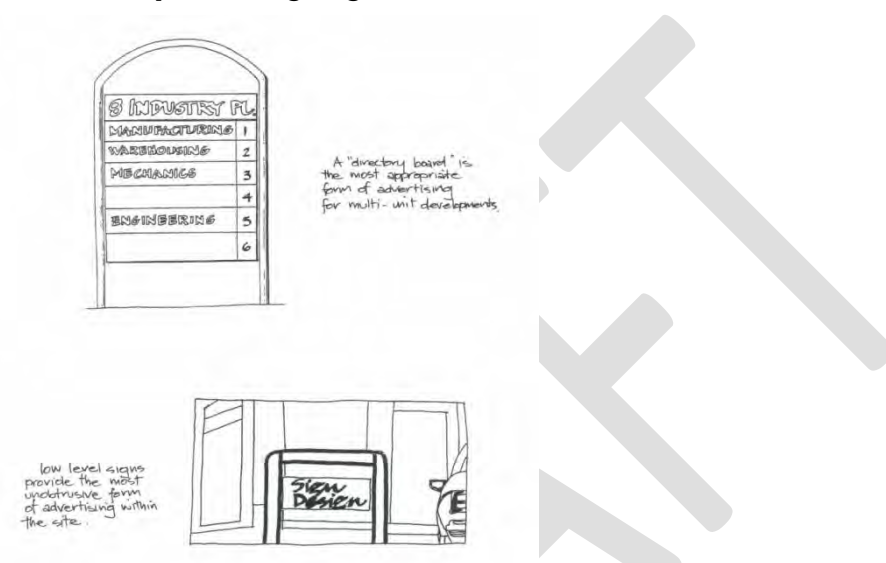 8 INDUSTRY PL.
MANUFACTURING 1
WAREHOUSING 2
MECHANICS 3
4
ENGINEERING 5
6
A "directory board" is
the most appropriate
form of advertising
for multi-unit developments.
low level signs
provide the most
unobtrusive form
of advertising within
the site.
Sign
Design
E